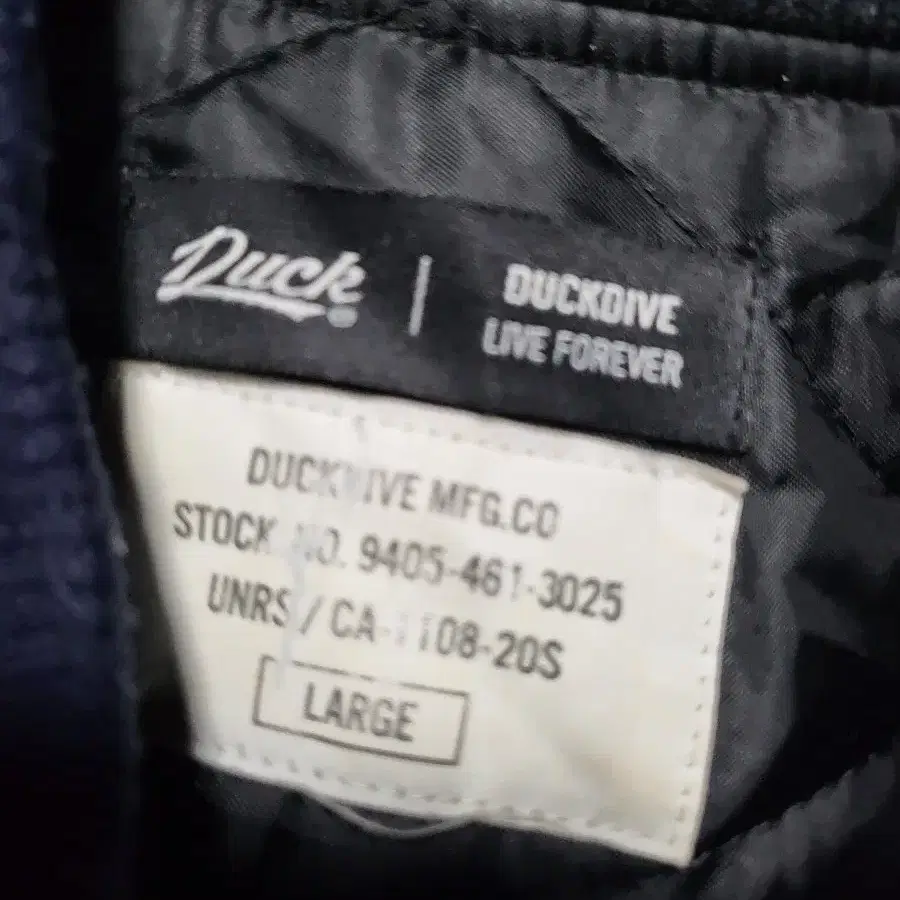 Duck | DUCKDIVE
LIVE FOREVER
DUCKDIVE MFG.CO
STOCK NO. 9405-461-3025
UNRS / CA-1108-20S
LARGE